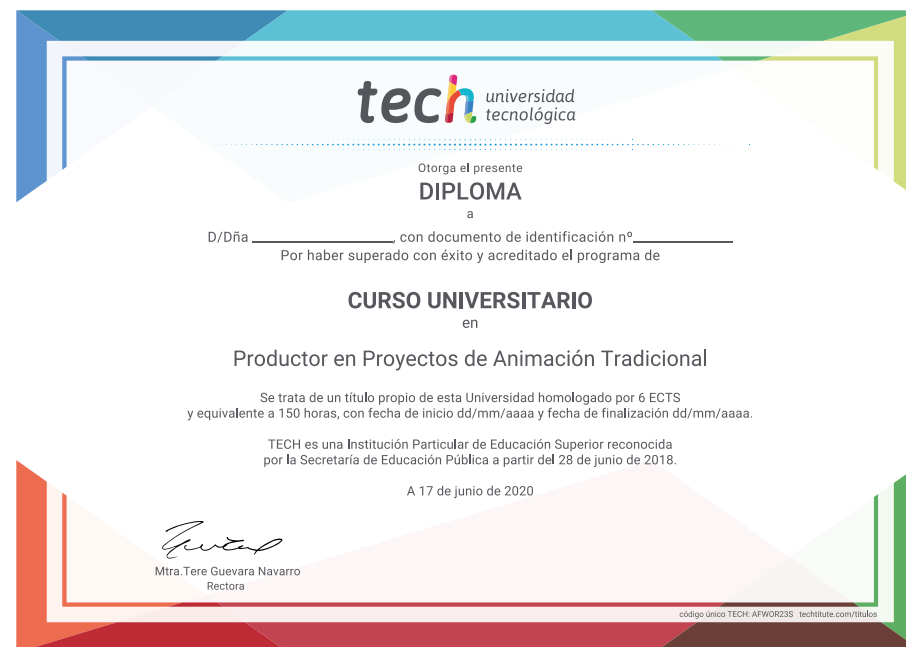 tech universidad
tecnológica
Otorga el presente
DIPLOMA
a
D/Dña ____________________, con documento de identificación nº______________
Por haber superado con éxito y acreditado el programa de
CURSO UNIVERSITARIO
en
Productor en Proyectos de Animación Tradicional
Se trata de un título propio de esta Universidad homologado por 6 ECTS
y equivalente a 150 horas, con fecha de inicio dd/mm/aaaa y fecha de finalización dd/mm/aaaa.
TECH es una Institución Particular de Educación Superior reconocida
por la Secretaría de Educación Pública a partir del 28 de junio de 2018.
A 17 de junio de 2020
Mtra.Tere Guevara Navarro
Rectora
código único TECH: AFWOR23S techtitute.com/titulos